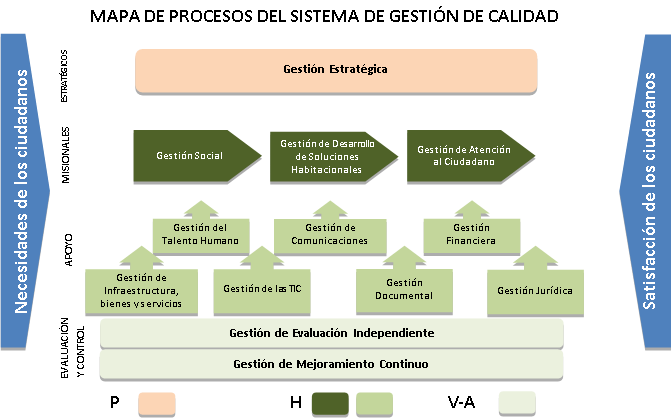 MAPA DE PROCESOS DEL SISTEMA DE GESTIÓN DE CALIDAD
Necesidades de los ciudadanos
ESTRATÉGICOS
Gestión Estratégica
MISIONALES
Gestión Social
Gestión de Desarrollo
de Soluciones
Habitacionales
Gestión de Atención
al Ciudadano
APOYO
Gestión del
Talento Humano
Gestión de
Comunicaciones
Gestión
Financiera
Gestión de
Infraestructura,
bienes y servicios
Gestión de las TIC
Gestión
Documental
Gestión Jurídica
EVALUACIÓN
Y CONTROL
Gestión de Evaluación Independiente
Gestión de Mejoramiento Continuo
Satisfacción de los ciudadanos
P
H
V-A